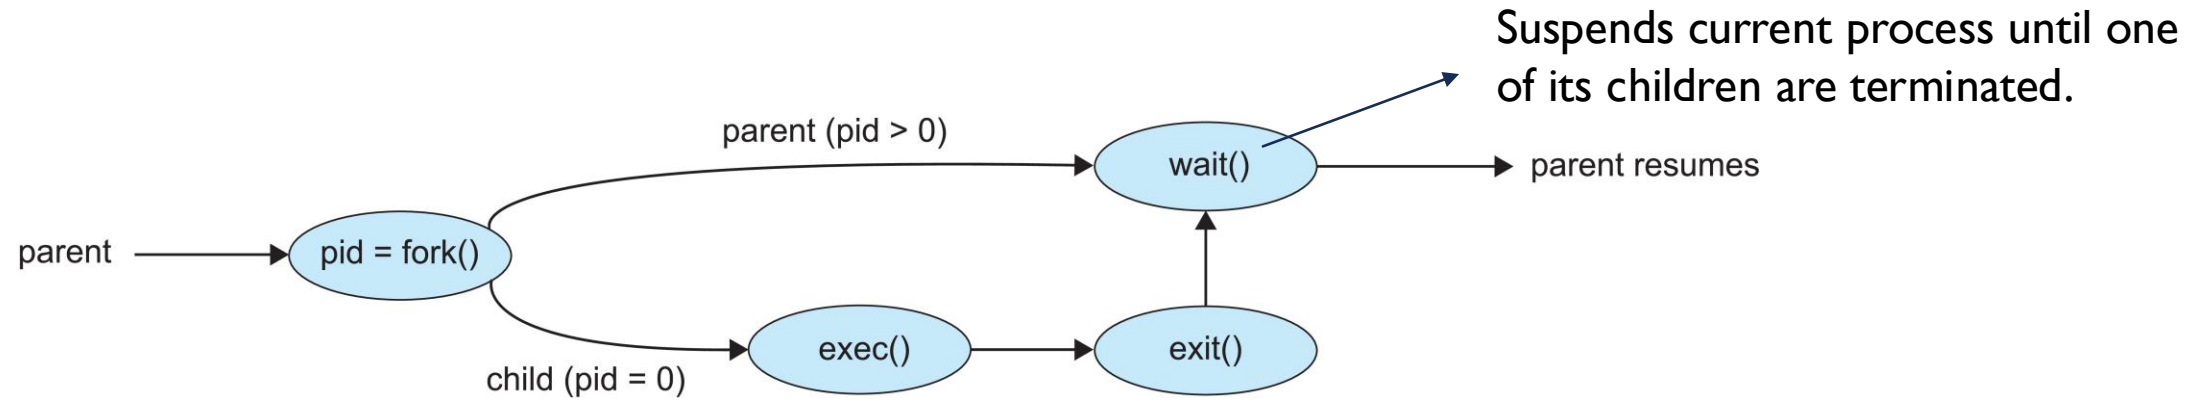 Suspends current process until one
of its children are terminated.
parent (pid > 0)
wait()
parent resumes
parent
pid = fork()
exec()
exit()
child (pid = 0)